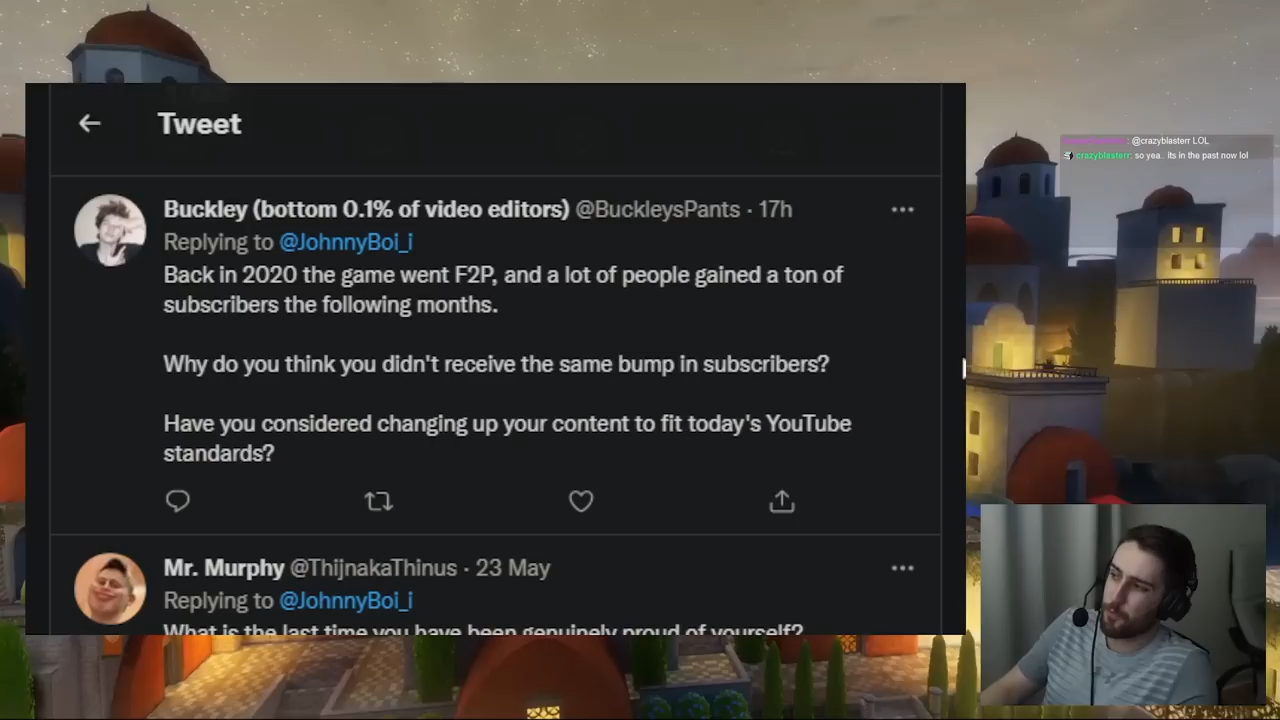 Tweet
Buckley (bottom 0.1% of video editors) @BuckleysPants · 17h
Replying to @JohnnyBoi_i
Back in 2020 the game went F2P, and a lot of people gained a ton of
subscribers the following months.
Why do you think you didn't receive the same bump in subscribers?
Have you considered changing up your content to fit today's YouTube
standards?
Mr. Murphy @ThijnakaThinus · 23 May
Replying to @JohnnyBoi_i
What is the last time you have been genuinely proud of yourself?
: @crazyblasterr LOL
crazyblasterr: so yea.. its in the past now lol